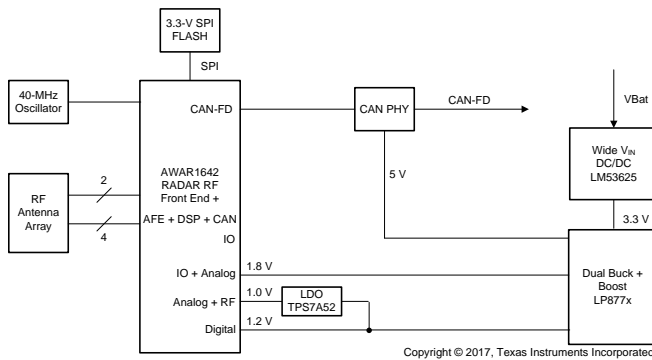 3.3-V SPI
FLASH
SPI
40-MHz
Oscillator
CAN-FD
CAN PHY
CAN-FD
VBat
Wide VIN
DC/DC
LM53625
3.3 V
RF
Antenna
Array
2
4
AWAR1642
RADAR RF
Front End +
AFE + DSP + CAN
IO
5 V
IO + Analog
1.8 V
Analog + RF
1.0 V
LDO
TPS7A52
Digital
1.2 V
Dual Buck +
Boost
LP877x
Copyright © 2017, Texas Instruments Incorporated